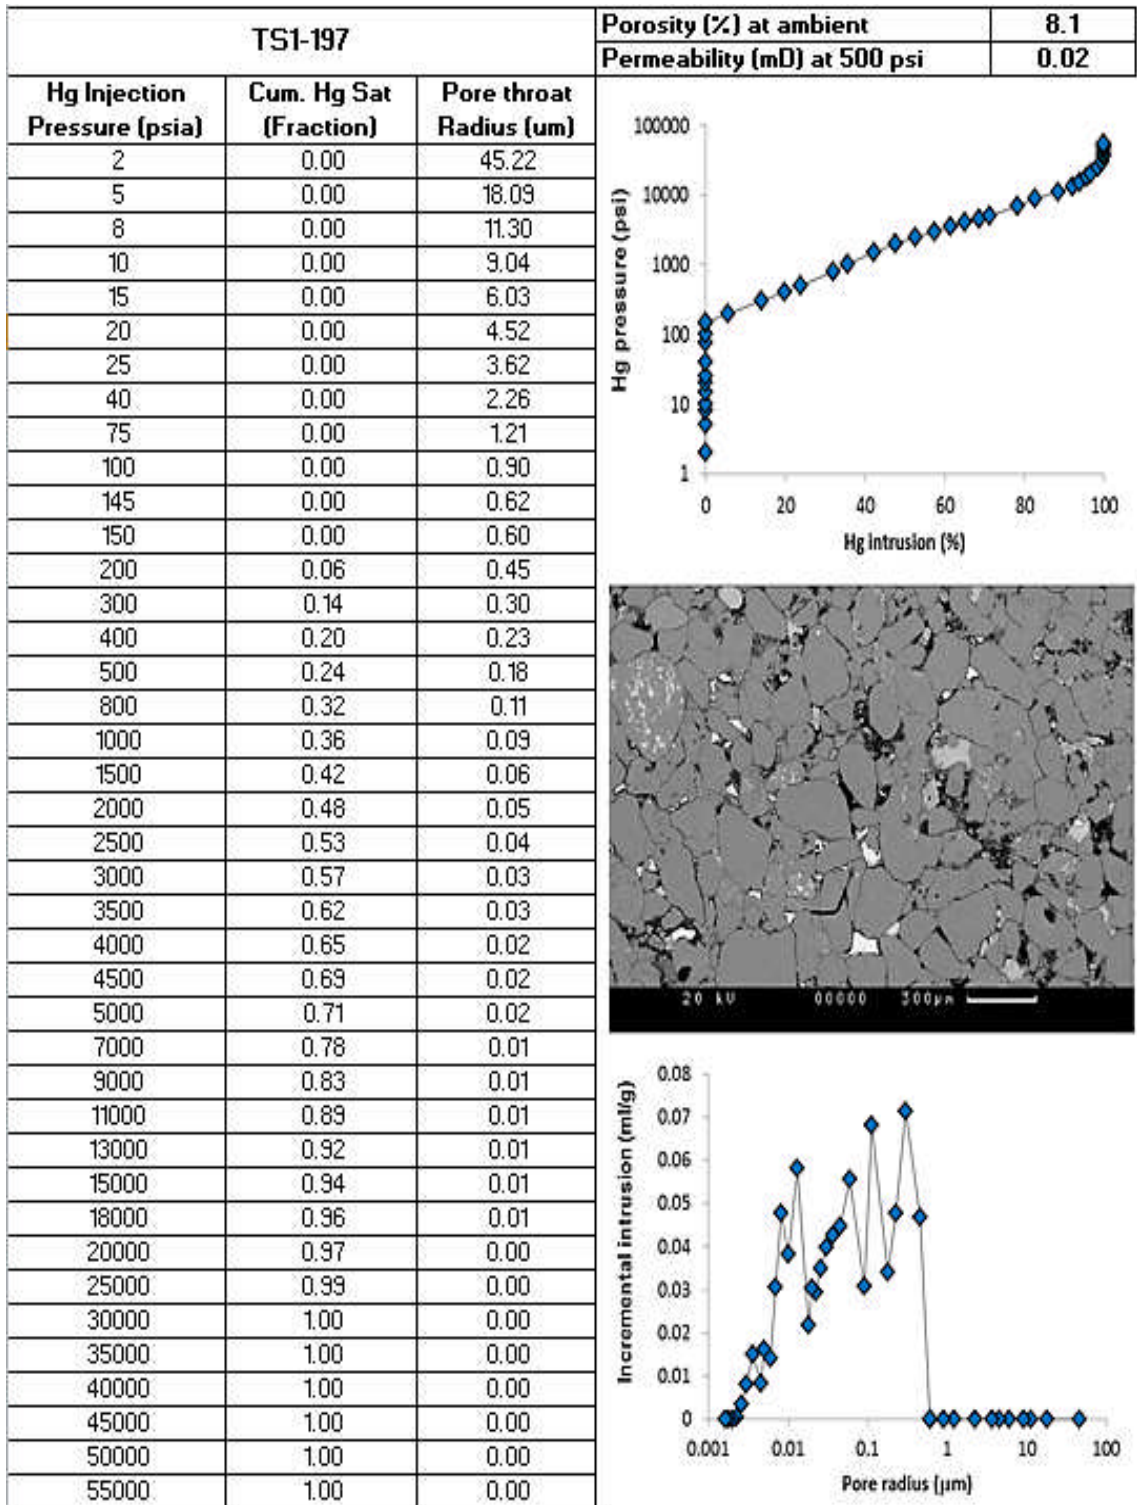 TS1-197
Porosity (%) at ambient 8.1
Permeability (mD) at 500 psi 0.02
Hg Injection Pressure (psia) Cum. Hg Sat (Fraction) Pore throat Radius (um)
2 0.00 45.22
5 0.00 18.09
8 0.00 11.30
10 0.00 9.04
15 0.00 6.03
20 0.00 4.52
25 0.00 3.62
40 0.00 2.26
75 0.00 1.21
100 0.00 0.90
145 0.00 0.62
150 0.00 0.60
200 0.06 0.45
300 0.14 0.30
400 0.20 0.23
500 0.24 0.18
800 0.32 0.11
1000 0.36 0.09
1500 0.42 0.06
2000 0.48 0.05
2500 0.53 0.04
3000 0.57 0.03
3500 0.62 0.03
4000 0.65 0.02
4500 0.69 0.02
5000 0.71 0.02
7000 0.78 0.01
9000 0.83 0.01
11000 0.89 0.01
13000 0.92 0.01
15000 0.94 0.01
18000 0.96 0.01
20000 0.97 0.00
25000 0.99 0.00
30000 1.00 0.00
35000 1.00 0.00
40000 1.00 0.00
45000 1.00 0.00
50000 1.00 0.00
55000 1.00 0.00
Hg pressure (psi)
100000
10000
1000
100
10
1
0 20 40 60 80 100
Hg intrusion (%)
20 kV 00000 300µm
Incremental intrusion (ml/g)
0.08
0.07
0.06
0.05
0.04
0.03
0.02
0.01
0
0.001 0.01 0.1 1 10 100
Pore radius (µm)